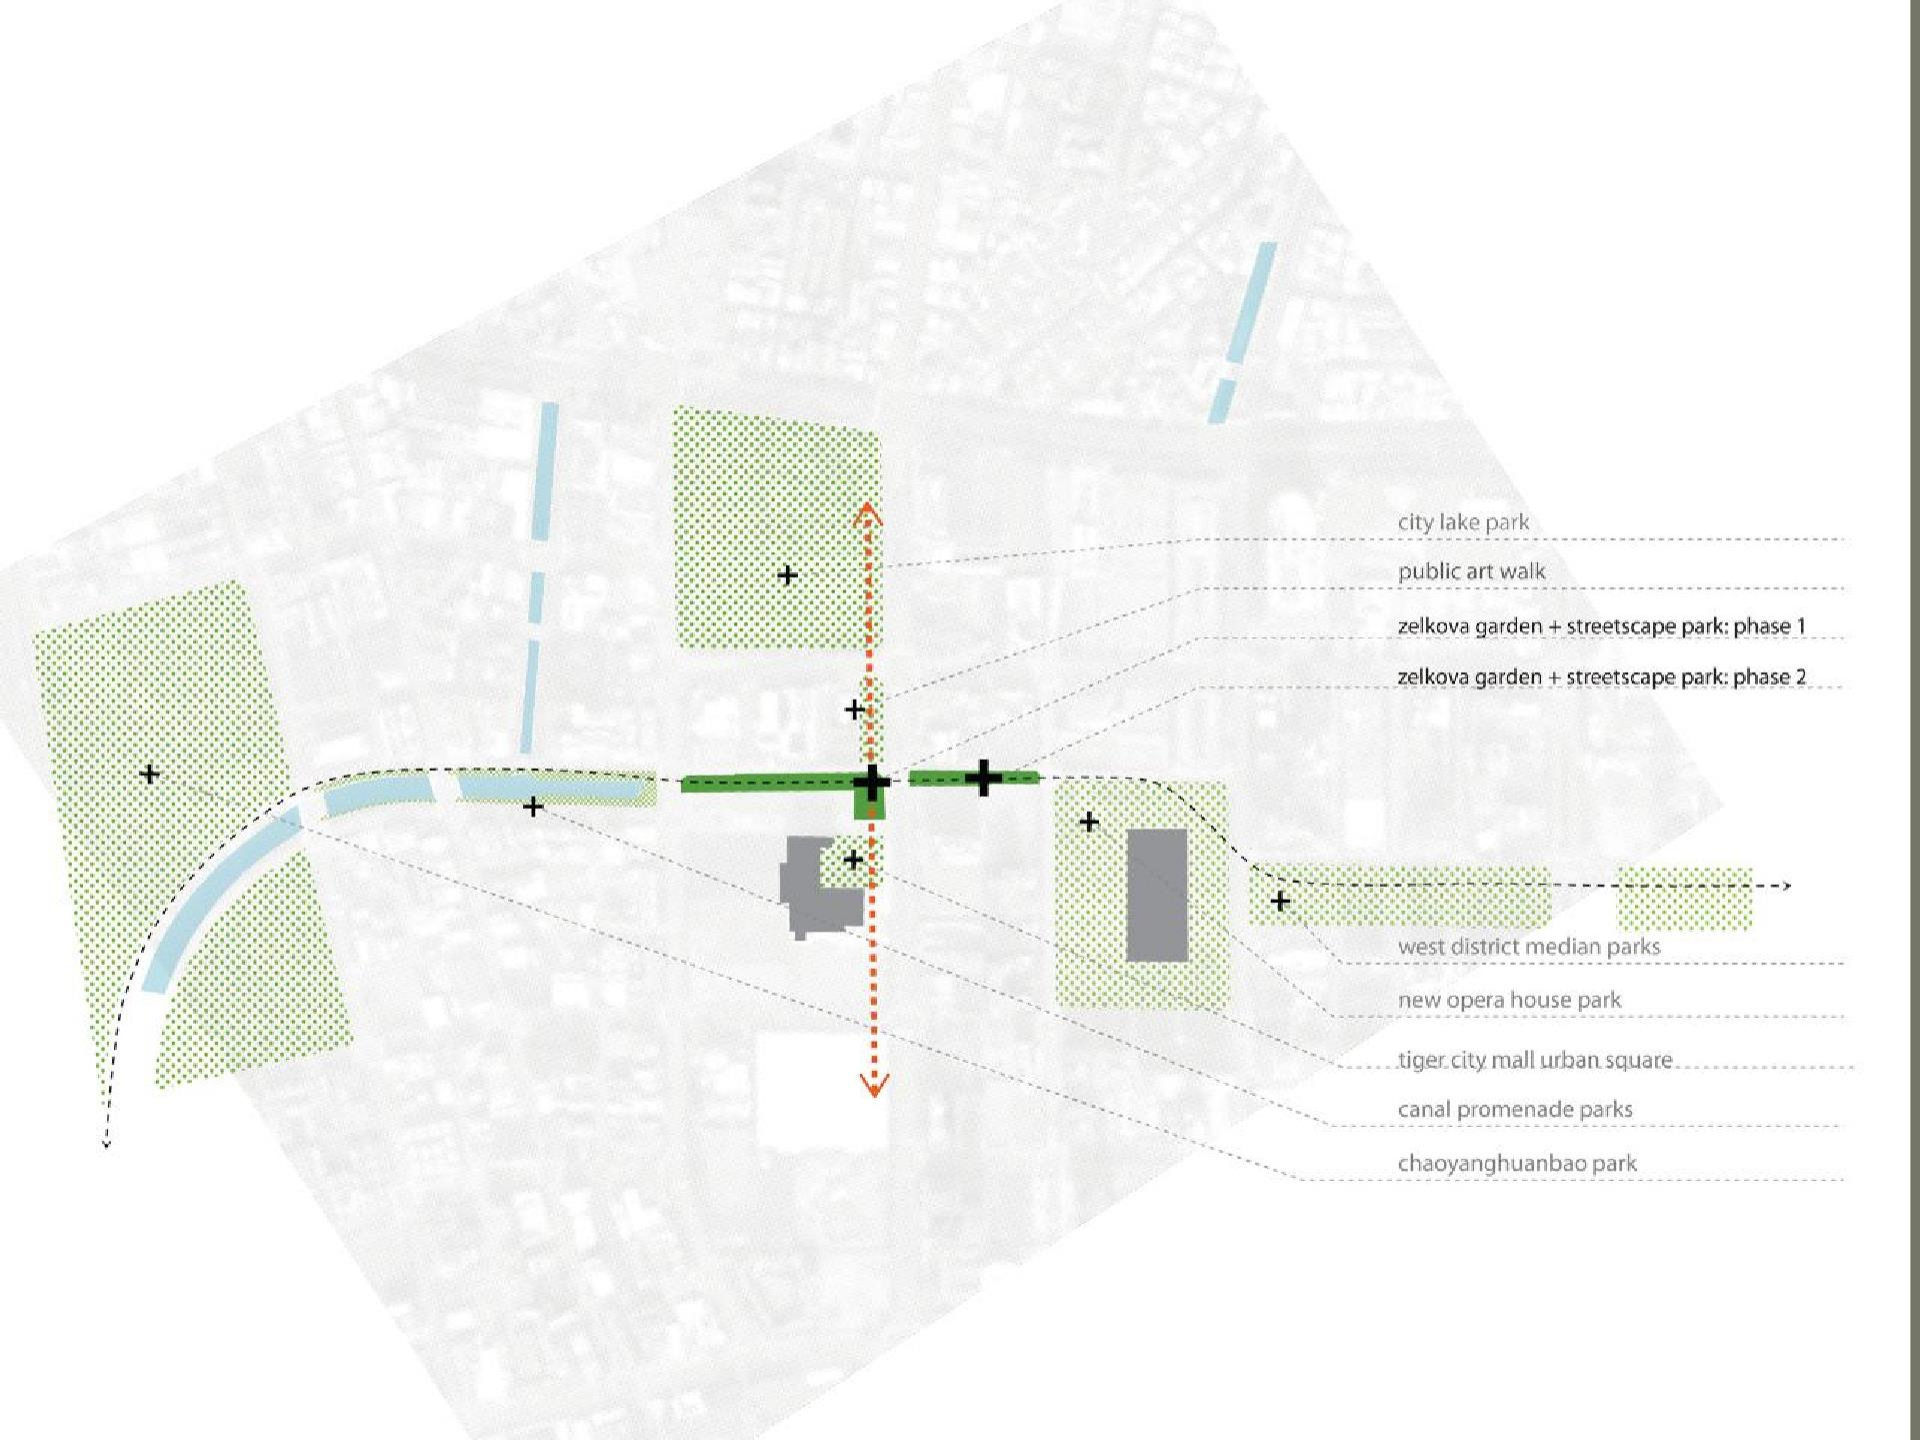 city lake park
public art walk
zelkova garden + streetscape park: phase 1
zelkova garden + streetscape park: phase 2
west district median parks
new opera house park
tiger city mall urban square
canal promenade parks
chaoyanghuanbao park